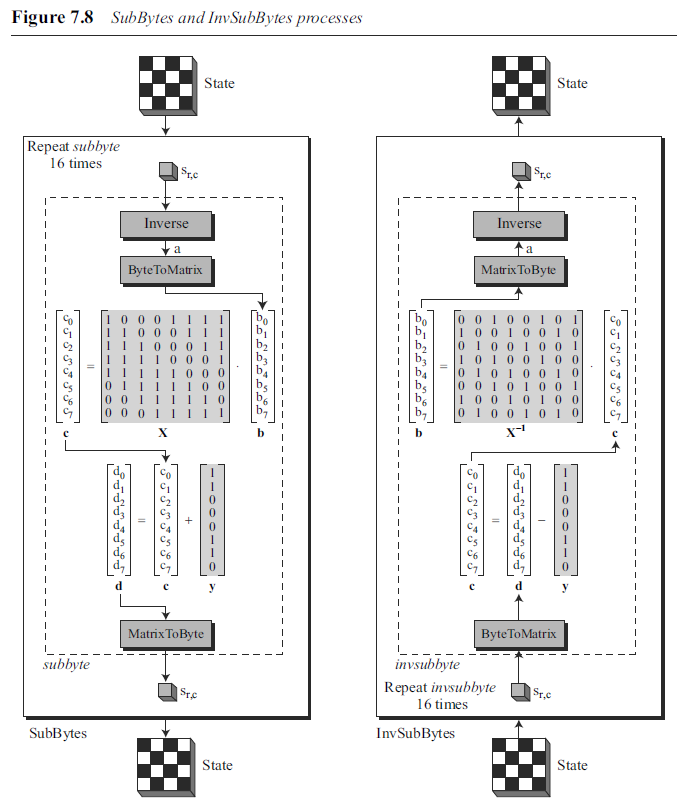 Figure 7.8 SubBytes and InvSubBytes processes
State
Repeat subbyte
16 times
s_r,c
Inverse
a
ByteToMatrix
c0 1 0 0 0 1 1 1 1 b0
c1 1 1 0 0 0 1 1 1 b1
c2 1 1 1 0 0 0 1 1 b2
c3 1 1 1 1 0 0 0 1 b3
c4 = 1 1 1 1 1 0 0 0 · b4
c5 0 1 1 1 1 1 0 0 b5
c6 0 0 1 1 1 1 1 0 b6
c7 0 0 0 1 1 1 1 1 b7
c X b
d0 c0 1
d1 c1 1
d2 c2 0
d3 c3 0
d4 = c4 + 0
d5 c5 1
d6 c6 1
d7 c7 0
d c y
MatrixToByte
subbyte
s_r,c
SubBytes
State
State
s_r,c
Inverse
a
MatrixToByte
b0 0 0 1 0 0 1 0 1 c0
b1 1 0 0 1 0 0 1 0 c1
b2 0 1 0 0 1 0 0 1 c2
b3 1 0 1 0 0 1 0 0 c3
b4 = 0 1 0 1 0 0 1 0 · c4
b5 0 0 1 0 1 0 0 1 c5
b6 1 0 0 1 0 1 0 0 c6
b7 0 1 0 0 1 0 1 0 c7
b X⁻¹ c
c0 d0 1
c1 d1 1
c2 d2 0
c3 d3 0
c4 = d4 − 0
c5 d5 1
c6 d6 1
c7 d7 0
c d y
ByteToMatrix
invsubbyte
Repeat invsubbyte
16 times
s_r,c
InvSubBytes
State